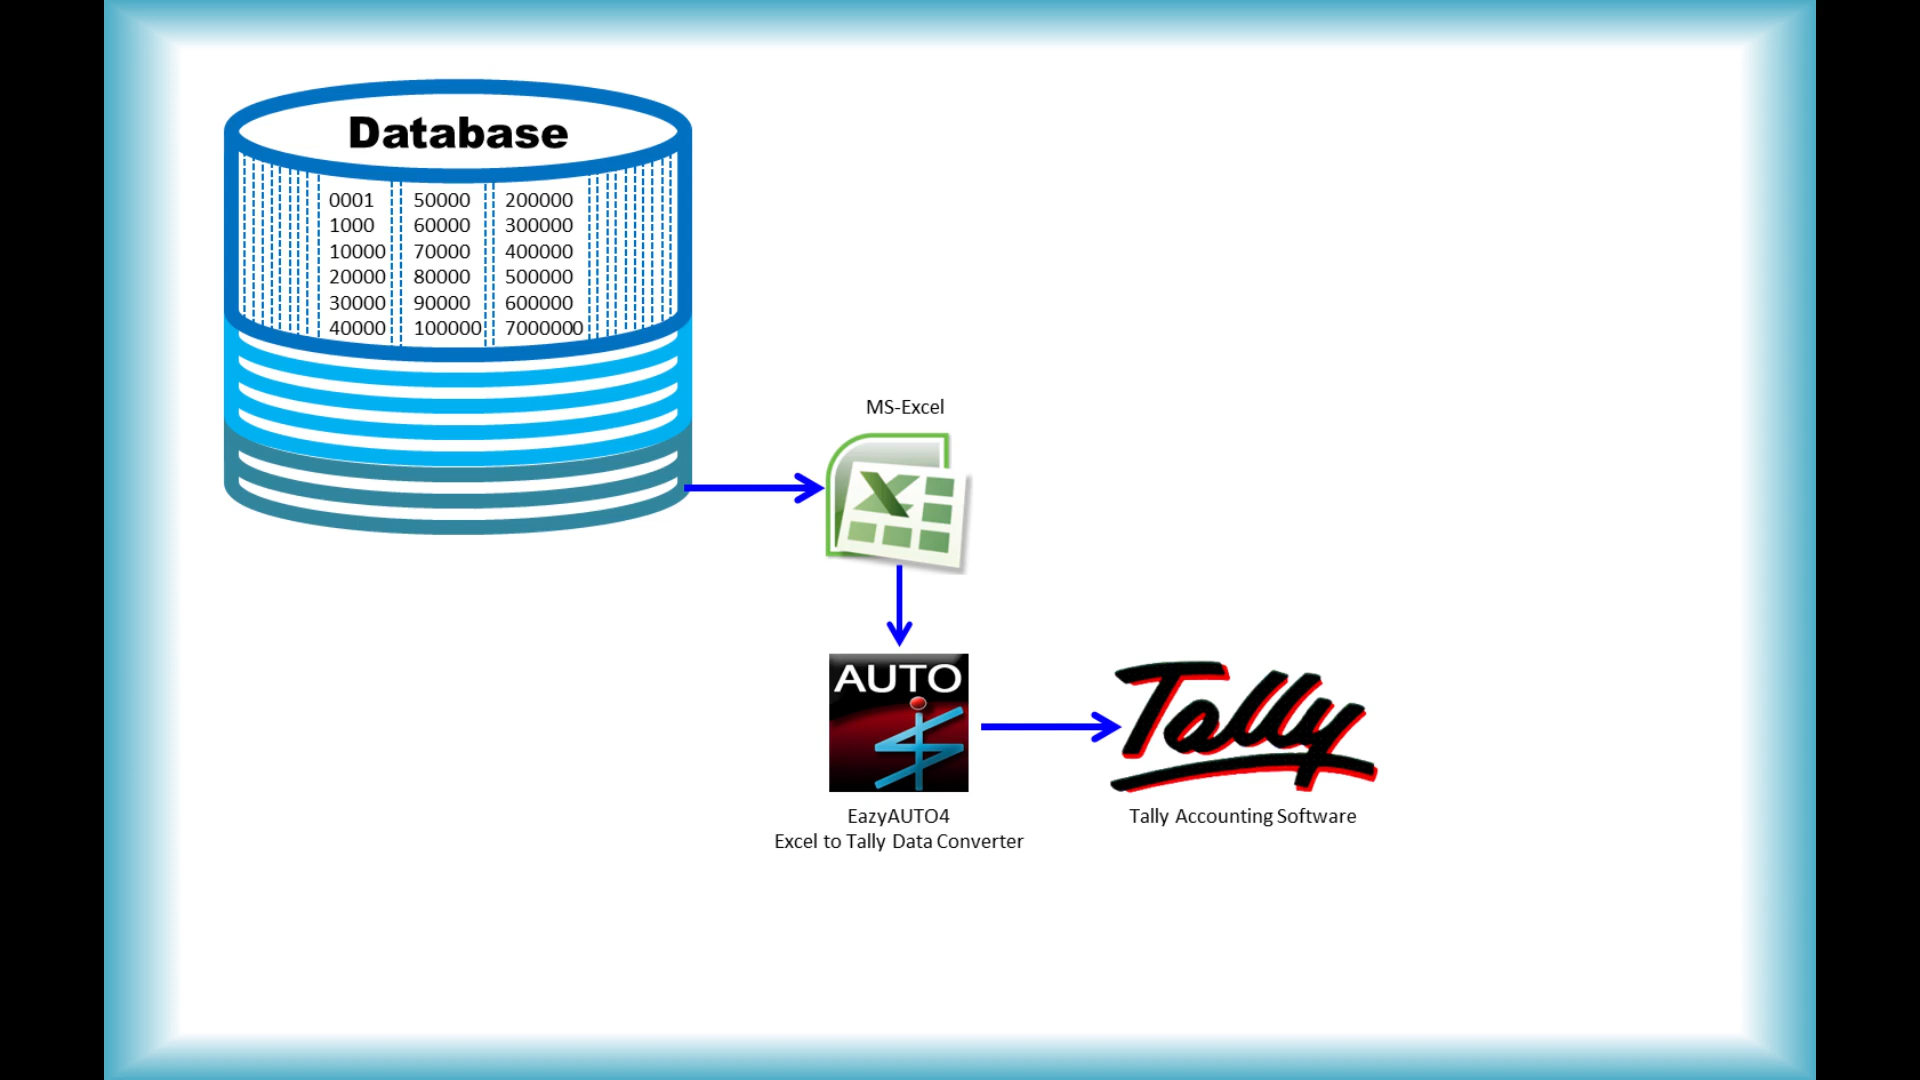 Database
0001 50000 200000
1000 60000 300000
10000 70000 400000
20000 80000 500000
30000 90000 600000
40000 100000 7000000
MS-Excel
AUTO
Tally
EazyAUTO4
Excel to Tally Data Converter
Tally Accounting Software